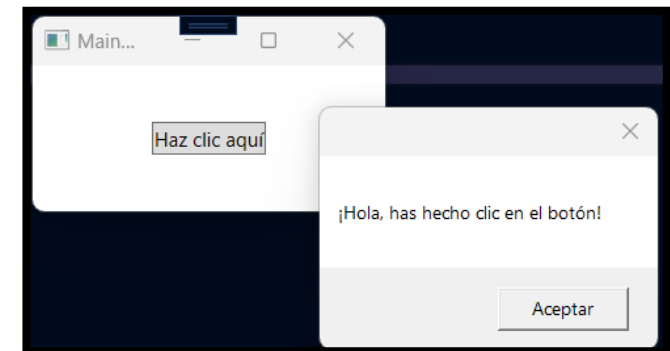 Main...
Haz clic aquí
¡Hola, has hecho clic en el botón!
Aceptar